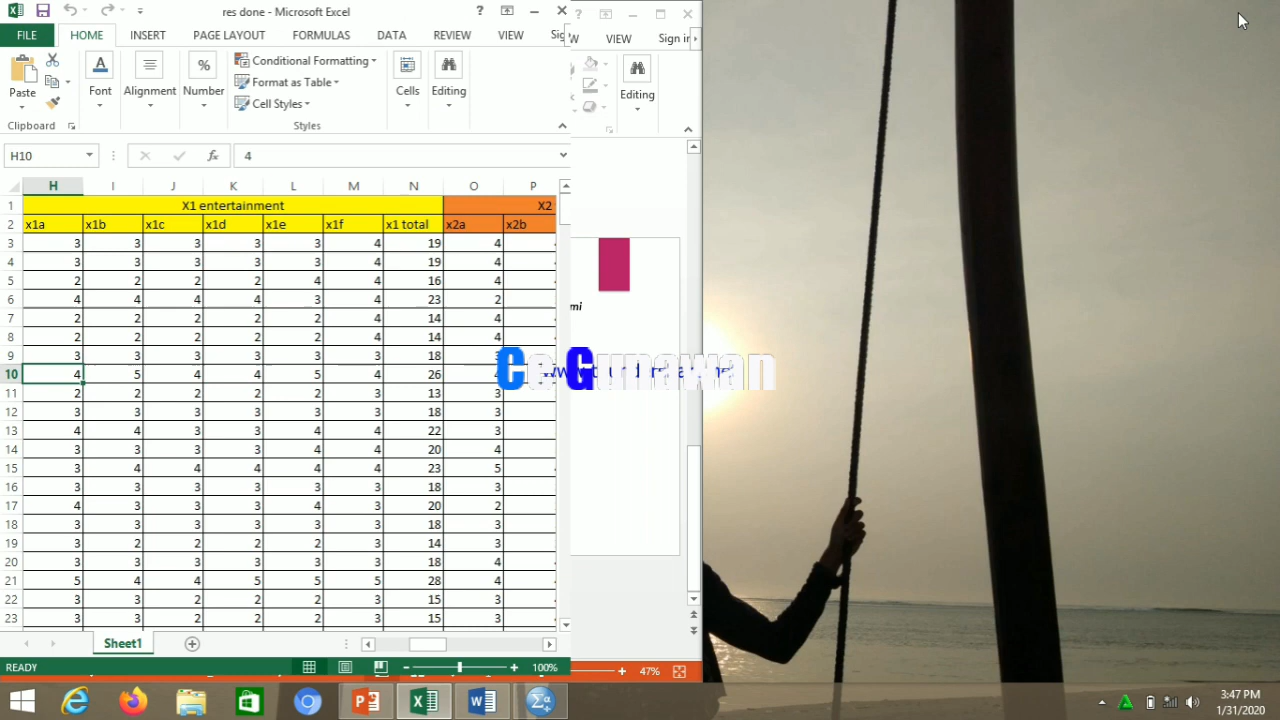 res done - Microsoft Excel
FILE HOME INSERT PAGE LAYOUT FORMULAS DATA REVIEW VIEW Sig
VIEW Sign in
Paste
Font
Alignment
Number
Conditional Formatting
Format as Table
Cell Styles
Cells
Editing
Editing
Clipboard Styles
H10 fx 4
H I J K L M N O P
1 X1 entertainment X2
2 x1a x1b x1c x1d x1e x1f x1 total x2a x2b
3 3 3 3 3 3 4 19 4
4 3 3 3 3 3 4 19 4
5 2 2 2 2 4 4 16 4
6 4 4 4 4 3 4 23 2
7 2 2 2 2 2 4 14 4
8 2 2 2 2 2 4 14 4
9 3 3 3 3 3 3 18
10 4 5 4 4 5 4 26
11 2 2 2 2 2 3 13 3
12 3 3 3 3 3 3 18 3
13 4 4 3 3 4 4 22 3
14 3 3 3 3 4 4 20 4
15 3 4 4 4 4 4 23 5
16 3 3 3 3 3 3 18 3
17 4 3 3 3 4 3 20 2
18 3 3 3 3 3 3 18 3
19 3 2 2 2 2 3 14 3
20 3 3 3 3 3 3 18 4
21 5 4 4 5 5 5 28 4
22 3 3 2 2 2 3 15 3
23 3 3 2 2 2 3 15 3
mi
Ce Gunawan
Sheet1
READY 100%
47%
3:47 PM
1/31/2020